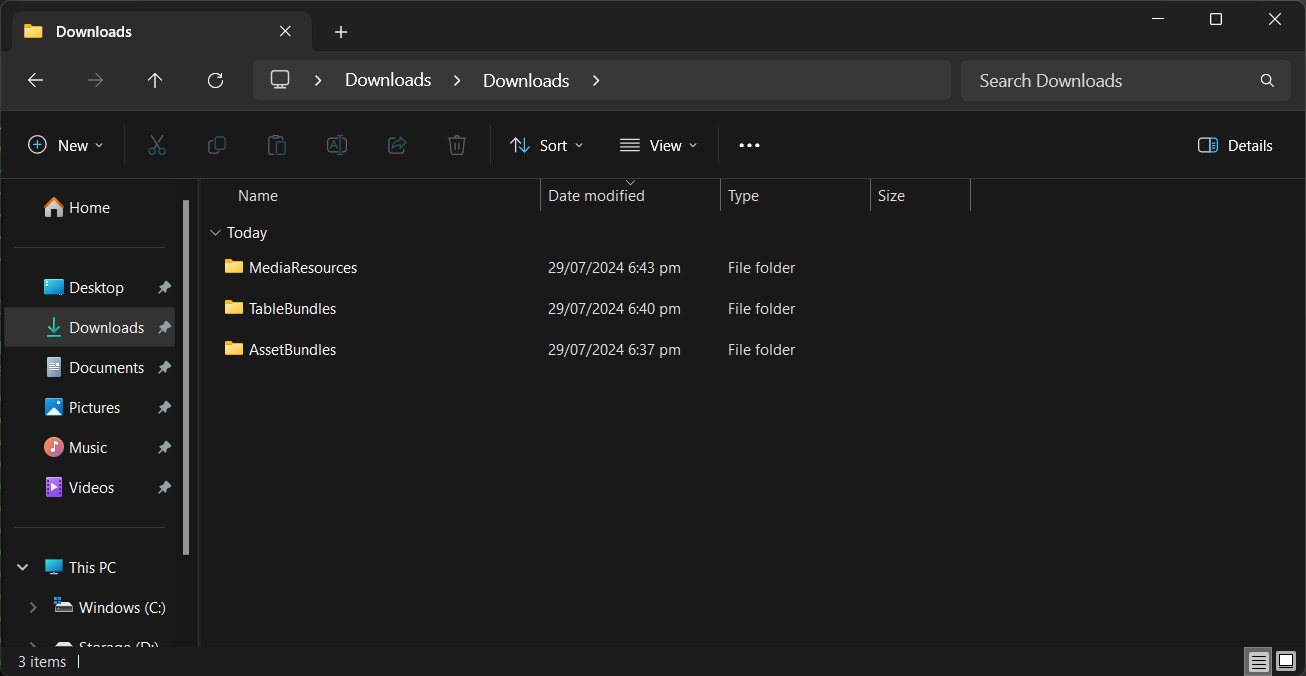 Downloads
Downloads Downloads Search Downloads
New Sort View Details
Name Date modified Type Size
Today
MediaResources 29/07/2024 6:43 pm File folder
TableBundles 29/07/2024 6:40 pm File folder
AssetBundles 29/07/2024 6:37 pm File folder
Home
Desktop
Downloads
Documents
Pictures
Music
Videos
This PC
Windows (C:)
Storage (D:)
3 items